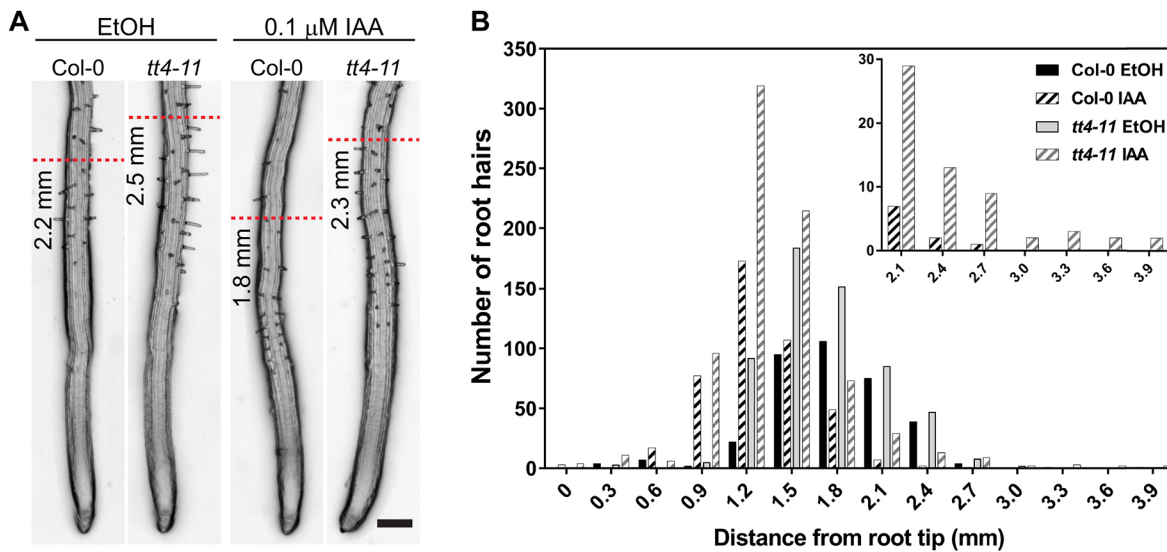 A
EtOH
0.1 μM IAA
Col-0
tt4-11
Col-0
tt4-11
2.2 mm
2.5 mm
1.8 mm
2.3 mm
B
Number of root hairs
350
300
250
200
150
100
50
0
0
0.3
0.6
0.9
1.2
1.5
1.8
2.1
2.4
2.7
3.0
3.3
3.6
3.9
Distance from root tip (mm)
30
20
10
0
2.1
2.4
2.7
3.0
3.3
3.6
3.9
Col-0 EtOH
Col-0 IAA
tt4-11 EtOH
tt4-11 IAA